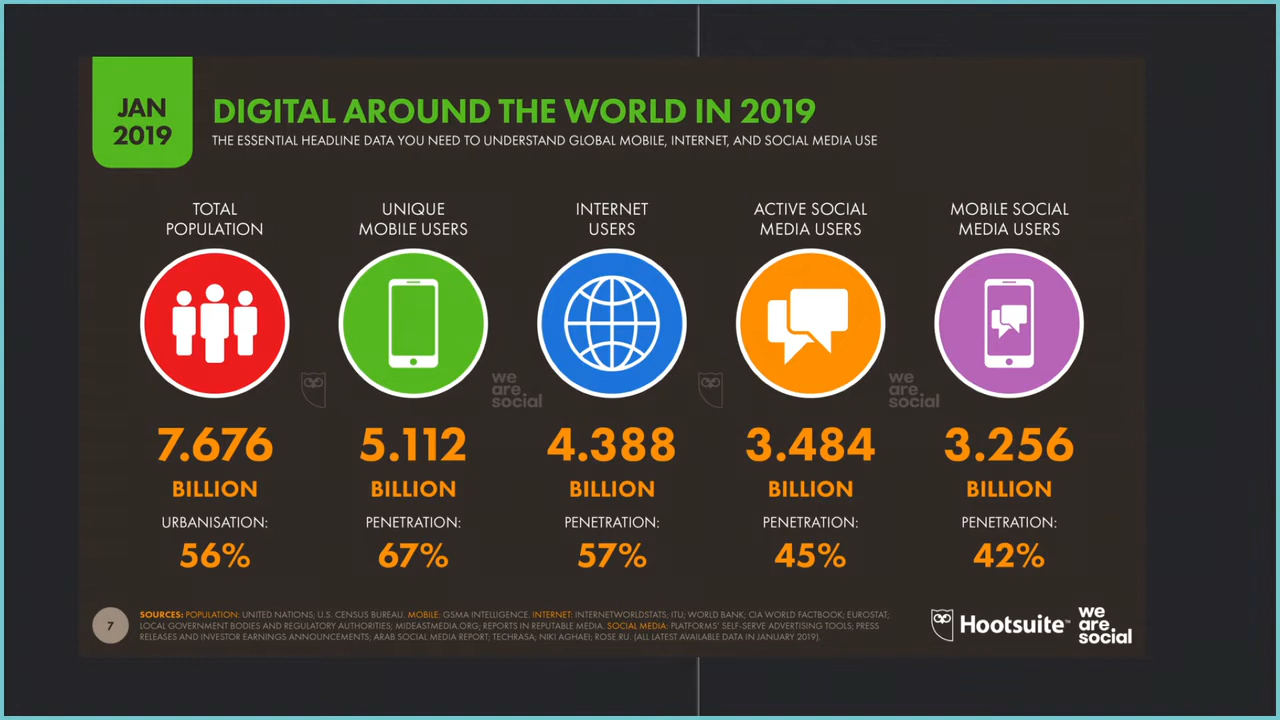 JAN
2019
DIGITAL AROUND THE WORLD IN 2019
THE ESSENTIAL HEADLINE DATA YOU NEED TO UNDERSTAND GLOBAL MOBILE, INTERNET, AND SOCIAL MEDIA USE
TOTAL
POPULATION
UNIQUE
MOBILE USERS
INTERNET
USERS
ACTIVE SOCIAL
MEDIA USERS
MOBILE SOCIAL
MEDIA USERS
we
are
social
we
are
social
7.676
BILLION
URBANISATION:
56%
5.112
BILLION
PENETRATION:
67%
4.388
BILLION
PENETRATION:
57%
3.484
BILLION
PENETRATION:
45%
3.256
BILLION
PENETRATION:
42%
7
SOURCES: POPULATION: UNITED NATIONS; U.S. CENSUS BUREAU. MOBILE: GSMA INTELLIGENCE. INTERNET: INTERNETWORLDSTATS; ITU; WORLD BANK; CIA WORLD FACTBOOK; EUROSTAT;
LOCAL GOVERNMENT BODIES AND REGULATORY AUTHORITIES; MIDEASTMEDIA.ORG; REPORTS IN REPUTABLE MEDIA. SOCIAL MEDIA: PLATFORMS' SELF-SERVE ADVERTISING TOOLS; PRESS
RELEASES AND INVESTOR EARNINGS ANNOUNCEMENTS; ARAB SOCIAL MEDIA REPORT; TECHRASA; NIKI AGHAEI; ROSE.RU. (ALL LATEST AVAILABLE DATA IN JANUARY 2019).
Hootsuite™
we
are
social